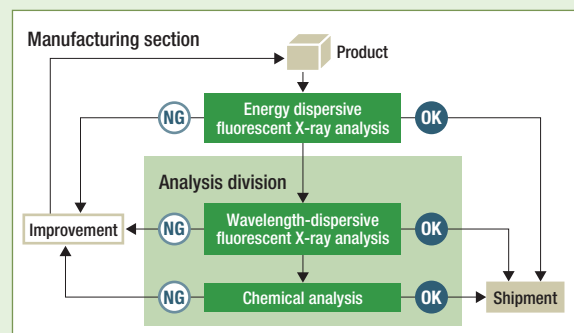 Manufacturing section
Product
NG
Energy dispersive
fluorescent X-ray analysis
OK
Analysis division
Improvement
NG
Wavelength-dispersive
fluorescent X-ray analysis
OK
NG
Chemical analysis
OK
Shipment